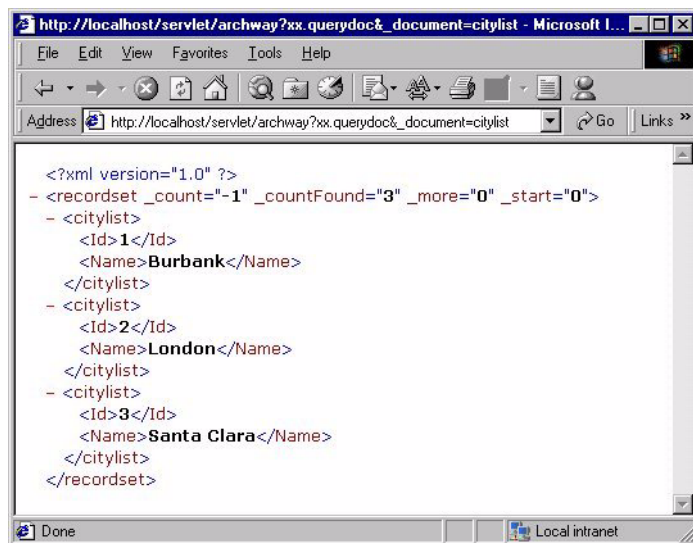 http://localhost/servlet/archway?xx.querydoc&_document=citylist - Microsoft I...
File Edit View Favorites Tools Help
Address http://localhost/servlet/archway?xx.querydoc&_document=citylist Go Links »
<?xml version="1.0" ?>
- <recordset _count="-1" _countFound="3" _more="0" _start="0">
- <citylist>
<Id>1</Id>
<Name>Burbank</Name>
</citylist>
- <citylist>
<Id>2</Id>
<Name>London</Name>
</citylist>
- <citylist>
<Id>3</Id>
<Name>Santa Clara</Name>
</citylist>
</recordset>
Done Local intranet